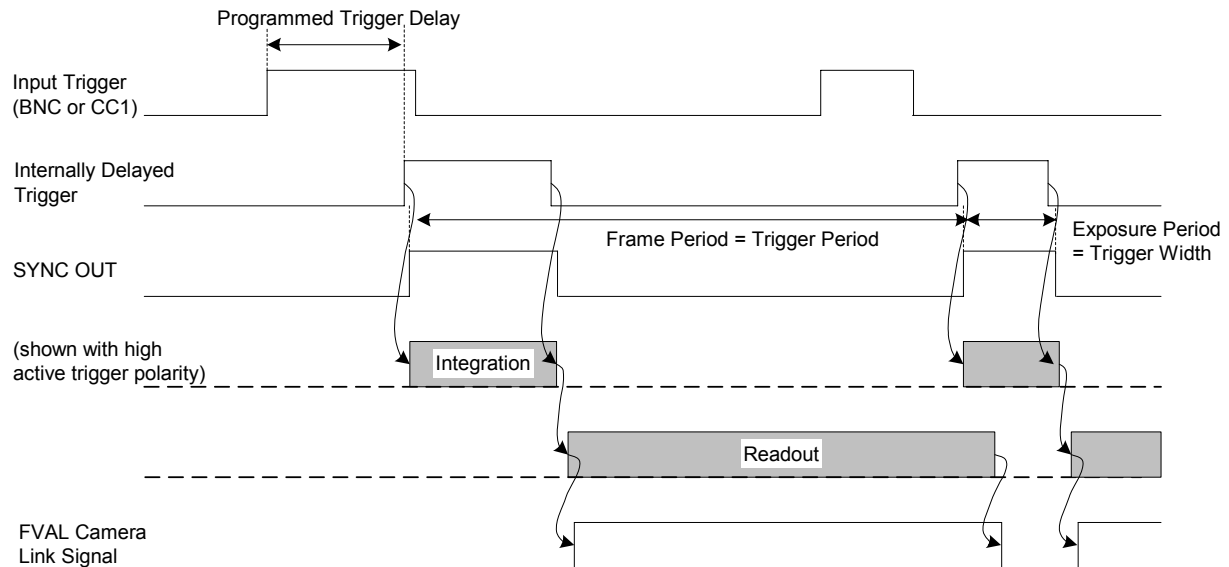 Programmed Trigger Delay
Input Trigger
(BNC or CC1)
Internally Delayed
Trigger
Frame Period = Trigger Period
Exposure Period
= Trigger Width
SYNC OUT
(shown with high
active trigger polarity)
Integration
Readout
FVAL Camera
Link Signal